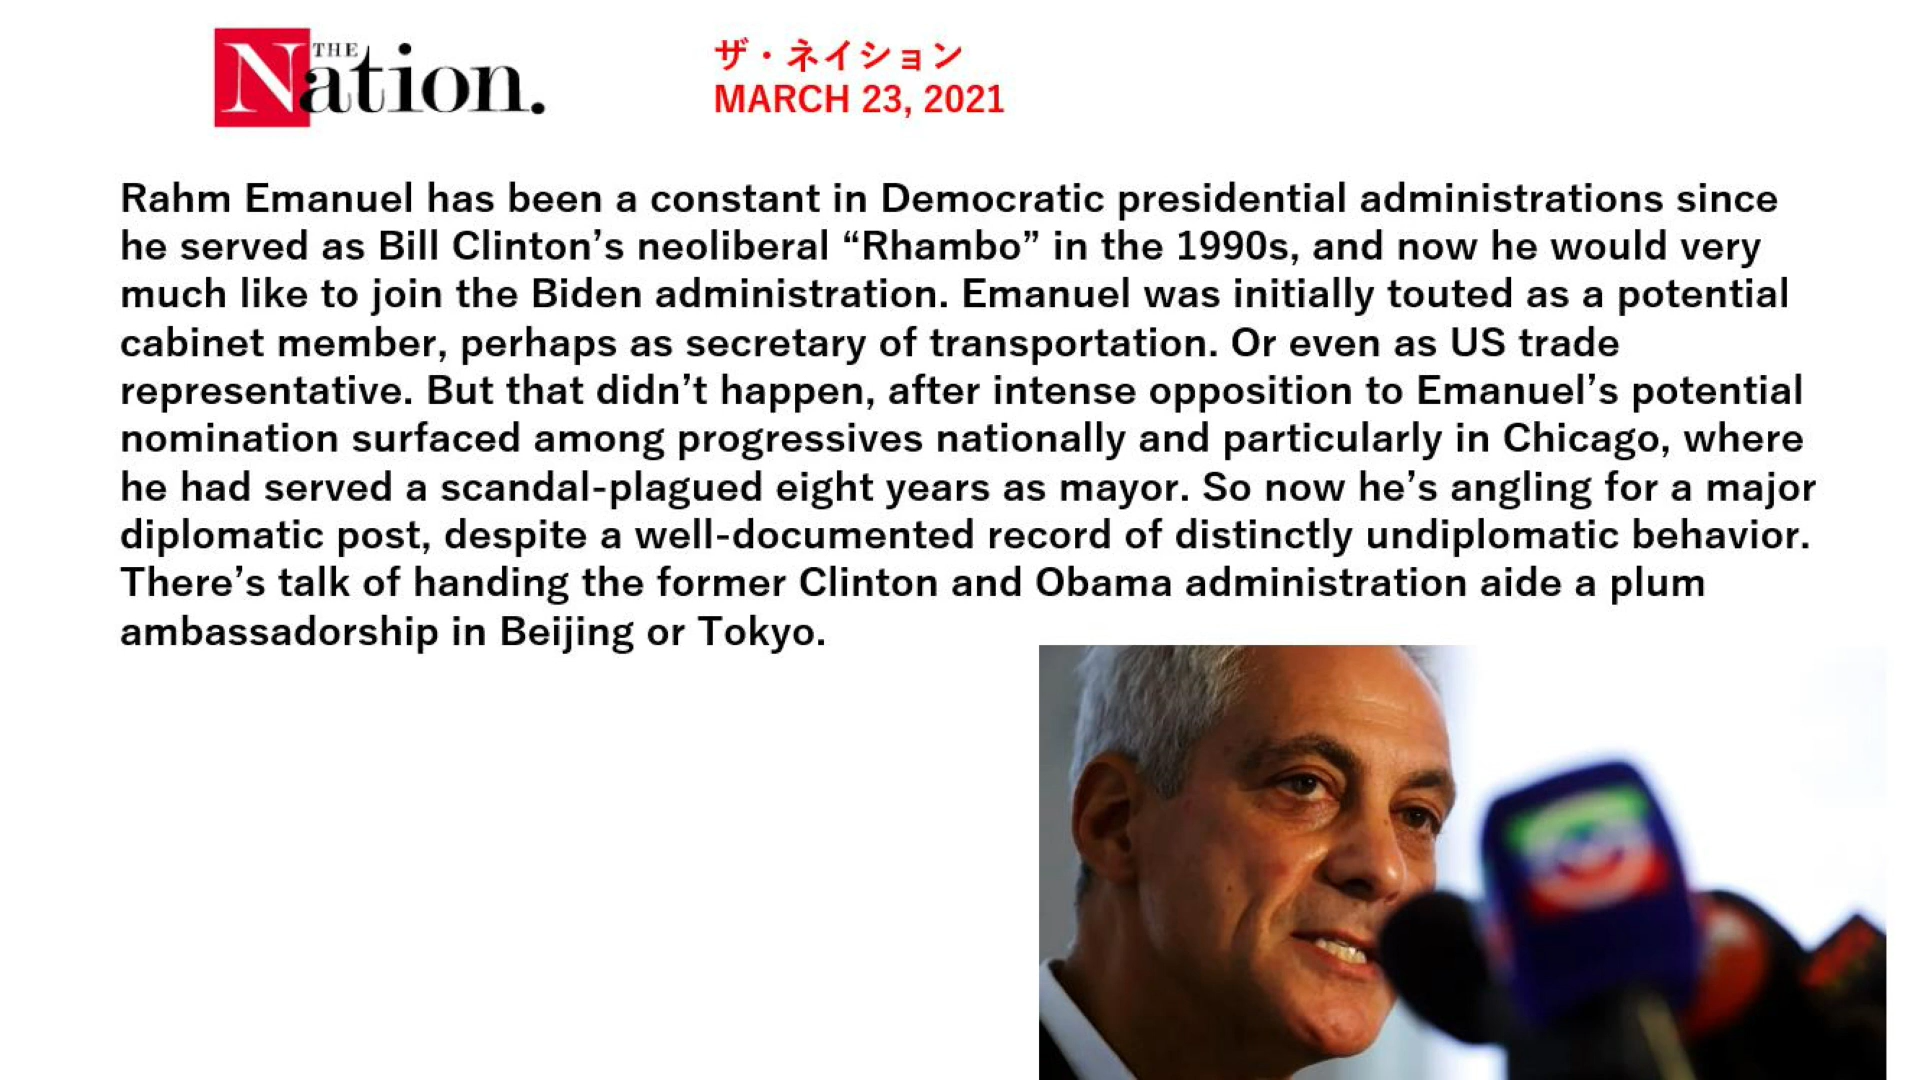 THE Nation.
ザ・ネイション
MARCH 23, 2021
Rahm Emanuel has been a constant in Democratic presidential administrations since
he served as Bill Clinton’s neoliberal “Rhambo” in the 1990s, and now he would very
much like to join the Biden administration. Emanuel was initially touted as a potential
cabinet member, perhaps as secretary of transportation. Or even as US trade
representative. But that didn’t happen, after intense opposition to Emanuel’s potential
nomination surfaced among progressives nationally and particularly in Chicago, where
he had served a scandal-plagued eight years as mayor. So now he’s angling for a major
diplomatic post, despite a well-documented record of distinctly undiplomatic behavior.
There’s talk of handing the former Clinton and Obama administration aide a plum
ambassadorship in Beijing or Tokyo.